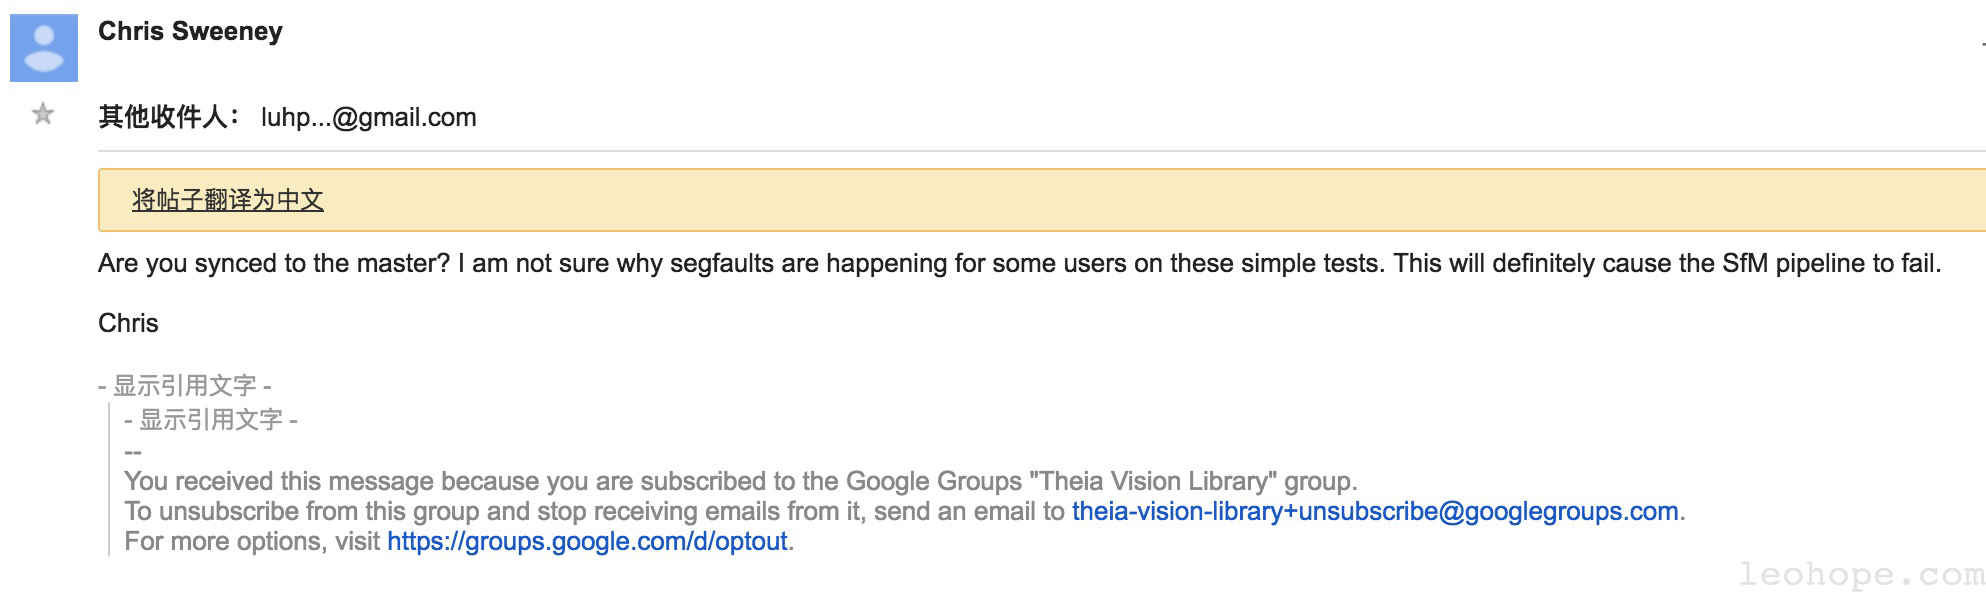 Chris Sweeney
其他收件人： luhp...@gmail.com
将帖子翻译为中文
Are you synced to the master? I am not sure why segfaults are happening for some users on these simple tests. This will definitely cause the SfM pipeline to fail.
Chris
- 显示引用文字 -
- 显示引用文字 -
--
You received this message because you are subscribed to the Google Groups "Theia Vision Library" group.
To unsubscribe from this group and stop receiving emails from it, send an email to theia-vision-library+unsubscribe@googlegroups.com.
For more options, visit https://groups.google.com/d/optout.
leohope.com